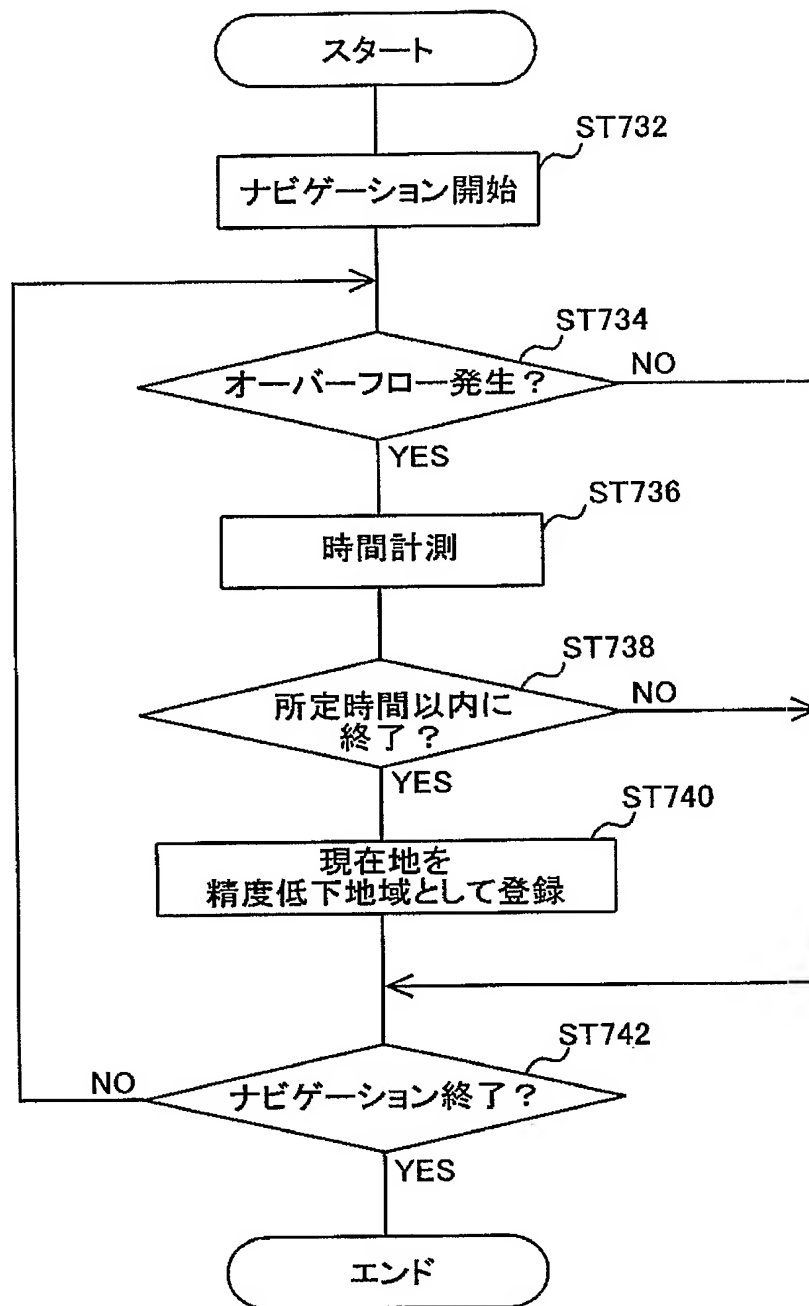 スタート
ST732
ナビゲーション開始
ST734
オーバーフロー発生？
NO
YES
ST736
時間計測
ST738
所定時間以内に
終了？
NO
YES
ST740
現在地を
精度低下地域として登録
ST742
ナビゲーション終了？
NO
YES
エンド